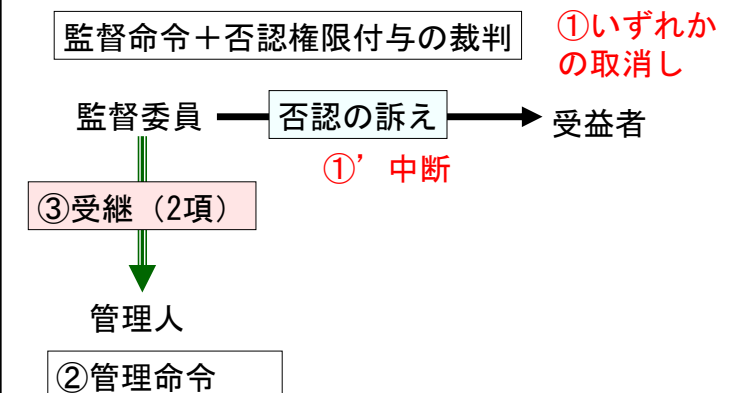 監督命令+否認権限付与の裁判
①いずれか
の取消し
監督委員
否認の訴え
受益者
①’中断
③受継（2項）
管理人
②管理命令